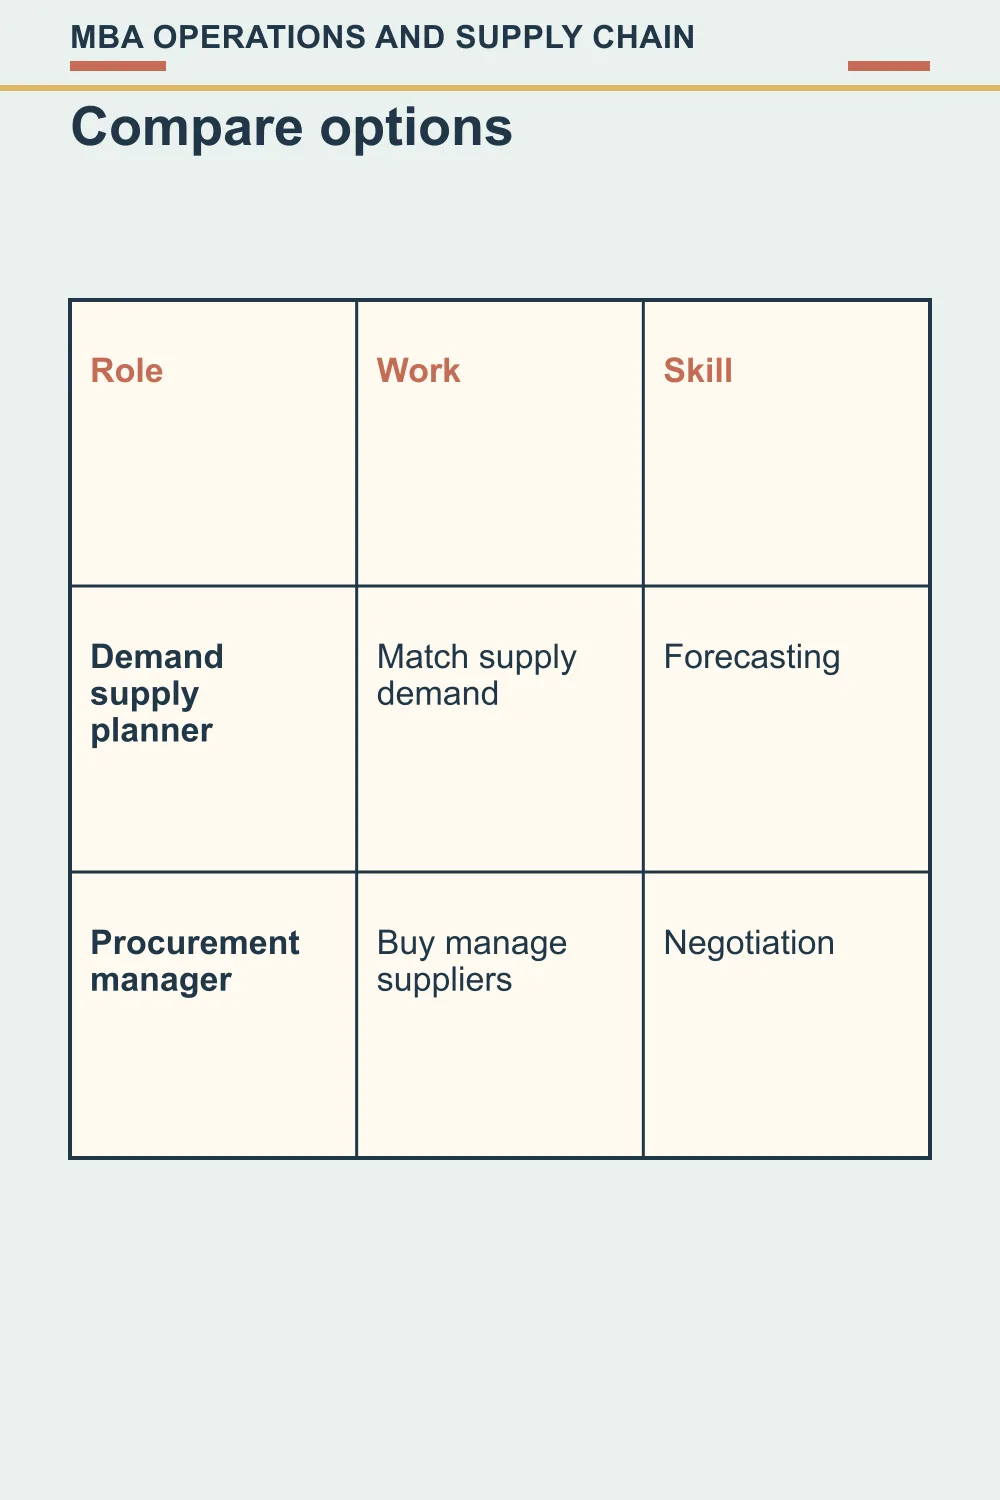 MBA OPERATIONS AND SUPPLY CHAIN
Compare options
Role
Work
Skill
Demand
supply
planner
Match supply
demand
Forecasting
Procurement
manager
Buy manage
suppliers
Negotiation